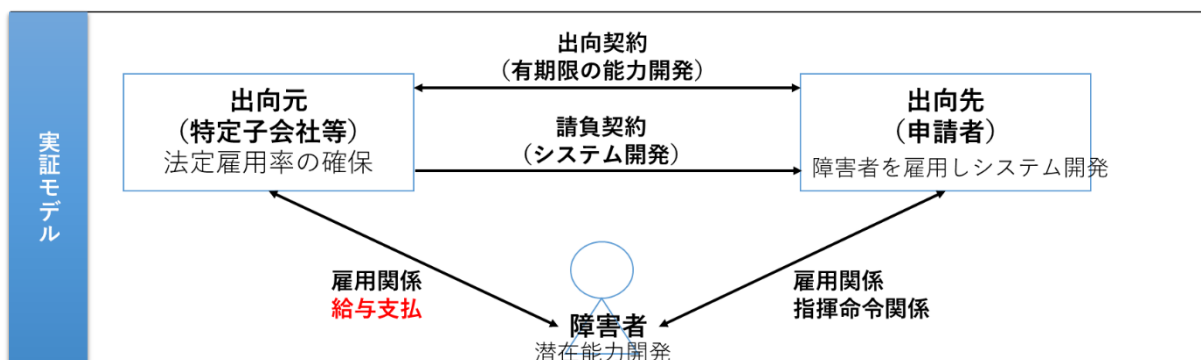 実証モデル
出向契約
（有期限の能力開発）
出向元
（特定子会社等）
法定雇用率の確保
請負契約
（システム開発）
出向先
（申請者）
障害者を雇用しシステム開発
雇用関係
給与支払
雇用関係
指揮命令関係
障害者
潜在能力開発